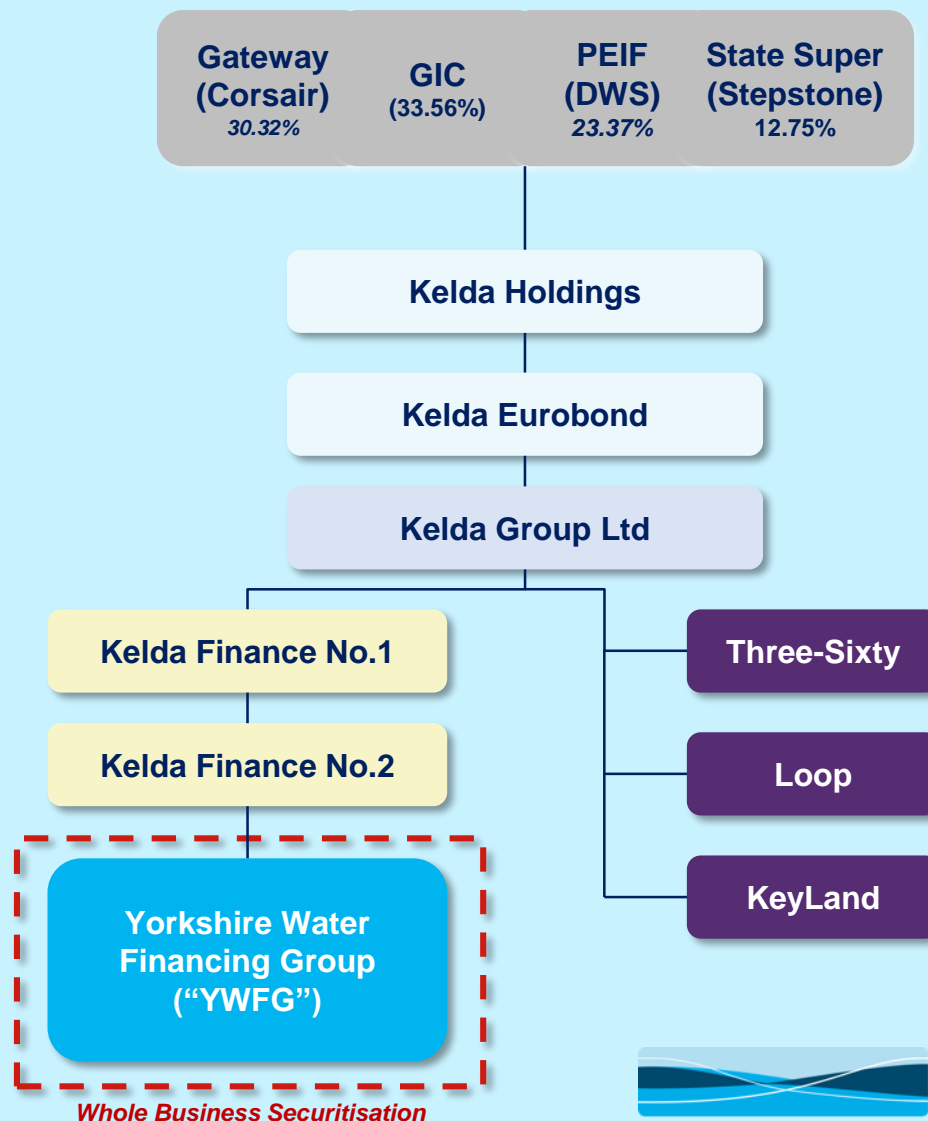 Gateway
(Corsair)
30.32%
GIC
(33.56%)
PEIF
(DWS)
23.37%
State Super
(Stepstone)
12.75%
Kelda Holdings
Kelda Eurobond
Kelda Group Ltd
Kelda Finance No.1
Three-Sixty
Kelda Finance No.2
Loop
Yorkshire Water
Financing Group
(“YWFG”)
KeyLand
Whole Business Securitisation